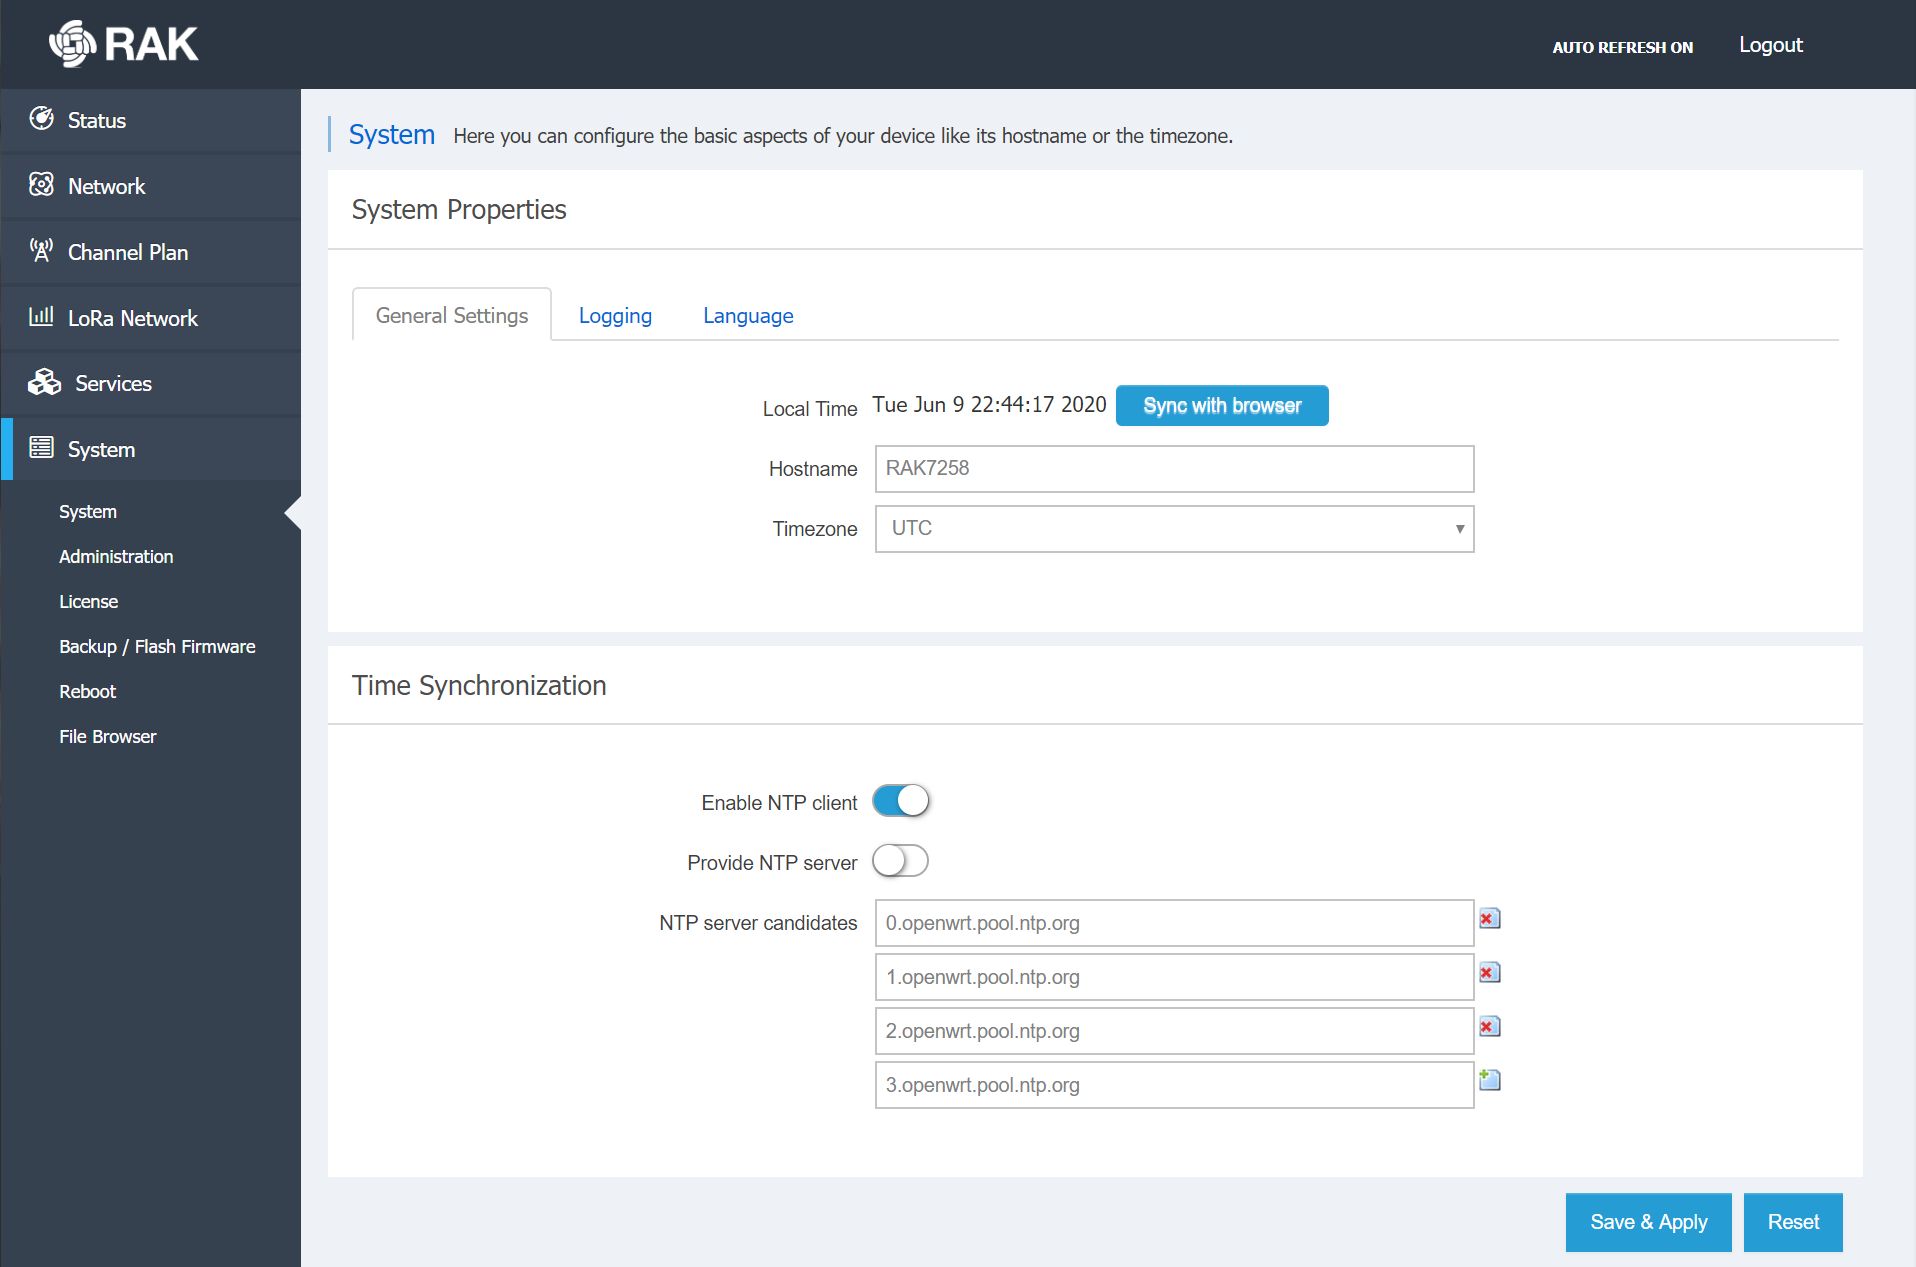 RAK
AUTO REFRESH ON
Logout
Status
Network
Channel Plan
LoRa Network
Services
System
System
Administration
License
Backup / Flash Firmware
Reboot
File Browser
System Here you can configure the basic aspects of your device like its hostname or the timezone.
System Properties
General Settings
Logging
Language
Local Time Tue Jun 9 22:44:17 2020 Sync with browser
Hostname RAK7258
Timezone UTC
Time Synchronization
Enable NTP client
Provide NTP server
NTP server candidates 0.openwrt.pool.ntp.org
1.openwrt.pool.ntp.org
2.openwrt.pool.ntp.org
3.openwrt.pool.ntp.org
Save & Apply
Reset